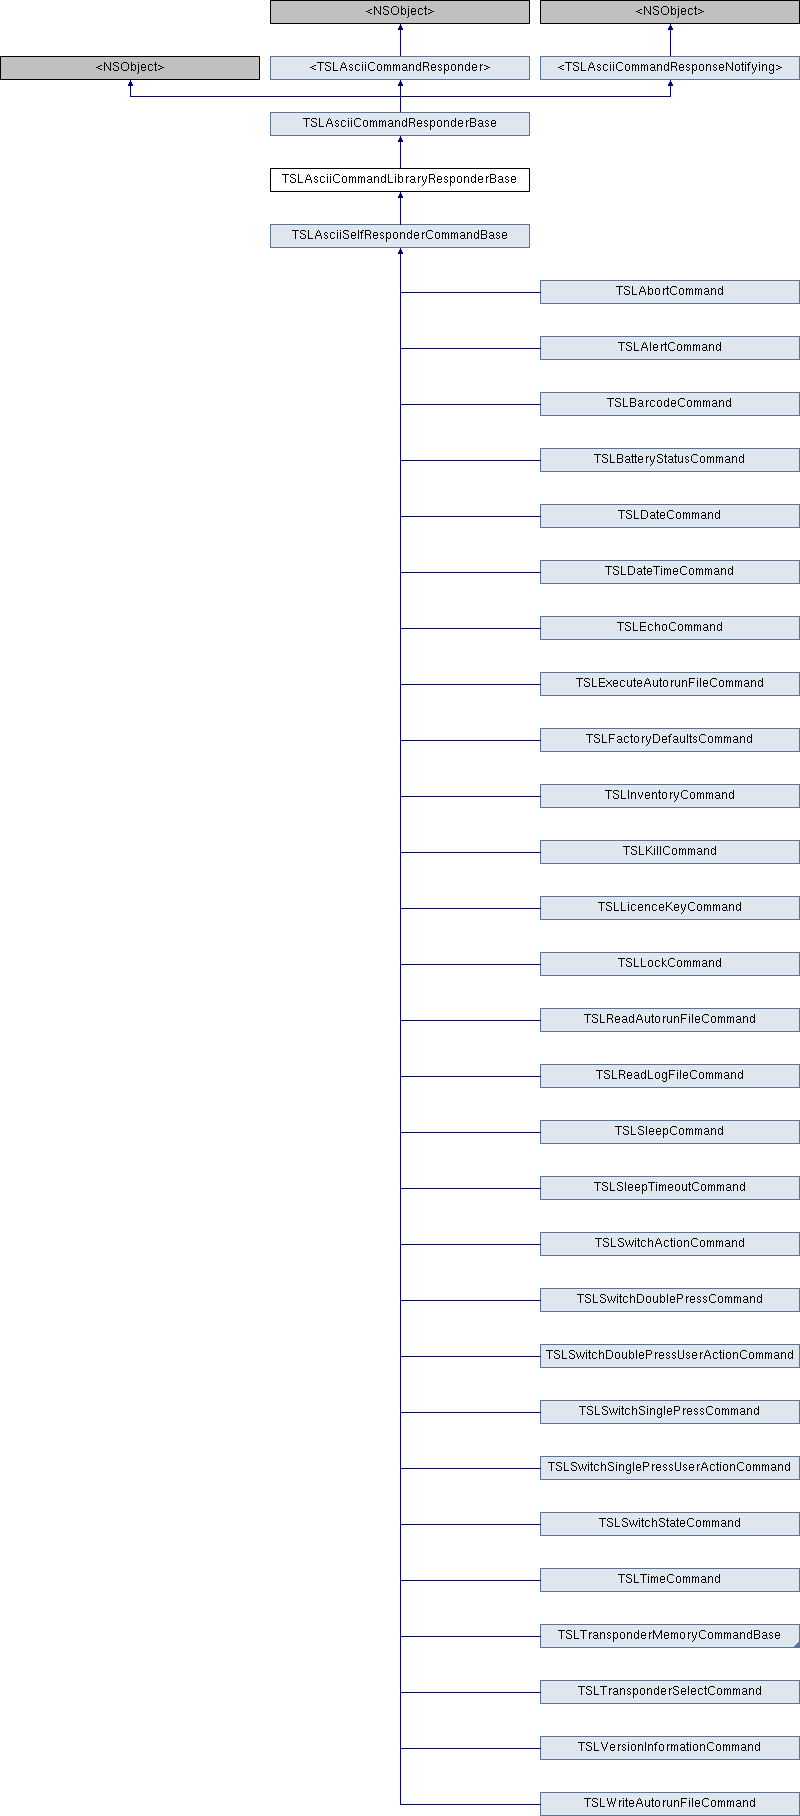 <NSObject>
<NSObject>
<NSObject>
<TSLAsciiCommandResponder>
<TSLAsciiCommandResponseNotifying>
TSLAsciiCommandResponderBase
TSLAsciiCommandLibraryResponderBase
TSLAsciiSelfResponderCommandBase
TSLAbortCommand
TSLAlertCommand
TSLBarcodeCommand
TSLBatteryStatusCommand
TSLDateCommand
TSLDateTimeCommand
TSLEchoCommand
TSLExecuteAutorunFileCommand
TSLFactoryDefaultsCommand
TSLInventoryCommand
TSLKillCommand
TSLLicenceKeyCommand
TSLLockCommand
TSLReadAutorunFileCommand
TSLReadLogFileCommand
TSLSleepCommand
TSLSleepTimeoutCommand
TSLSwitchActionCommand
TSLSwitchDoublePressCommand
TSLSwitchDoublePressUserActionCommand
TSLSwitchSinglePressCommand
TSLSwitchSinglePressUserActionCommand
TSLSwitchStateCommand
TSLTimeCommand
TSLTransponderMemoryCommandBase
TSLTransponderSelectCommand
TSLVersionInformationCommand
TSLWriteAutorunFileCommand